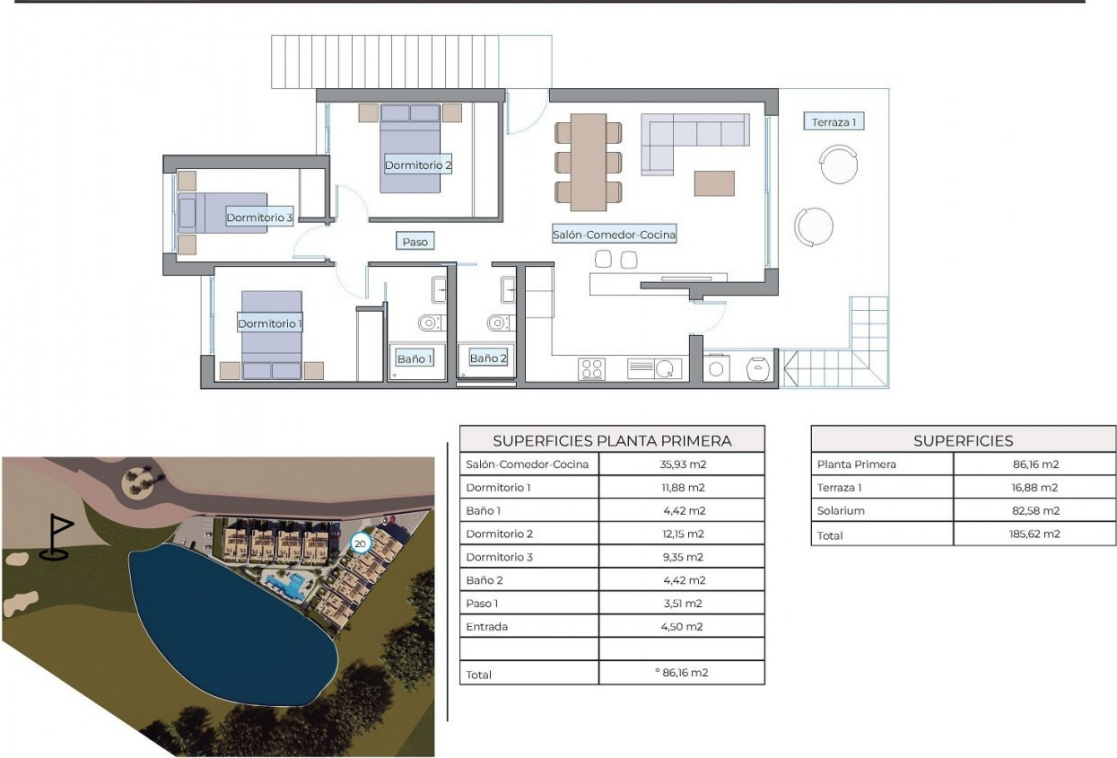 Terraza 1
Dormitorio 2
Dormitorio 3
Salón-Comedor-Cocina
Paso
Dormitorio 1
Baño 1
Baño 2
SUPERFICIES PLANTA PRIMERA
Salón-Comedor-Cocina 35,93 m2
Dormitorio 1 11,88 m2
Baño 1 4,42 m2
Dormitorio 2 12,15 m2
Dormitorio 3 9,35 m2
Baño 2 4,42 m2
Paso 1 3,51 m2
Entrada 4,50 m2
Total ° 86,16 m2
SUPERFICIES
Planta Primera 86,16 m2
Terraza 1 16,88 m2
Solarium 82,58 m2
Total 185,62 m2
20